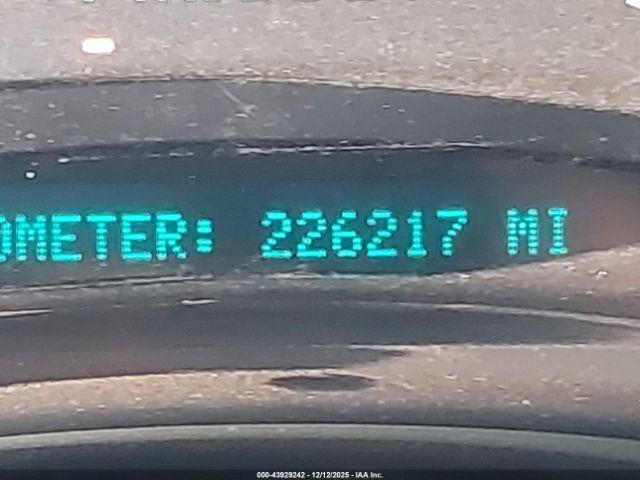 OMETER: 226217 MI
000-43929242 - 12/12/2025 - IAA Inc.